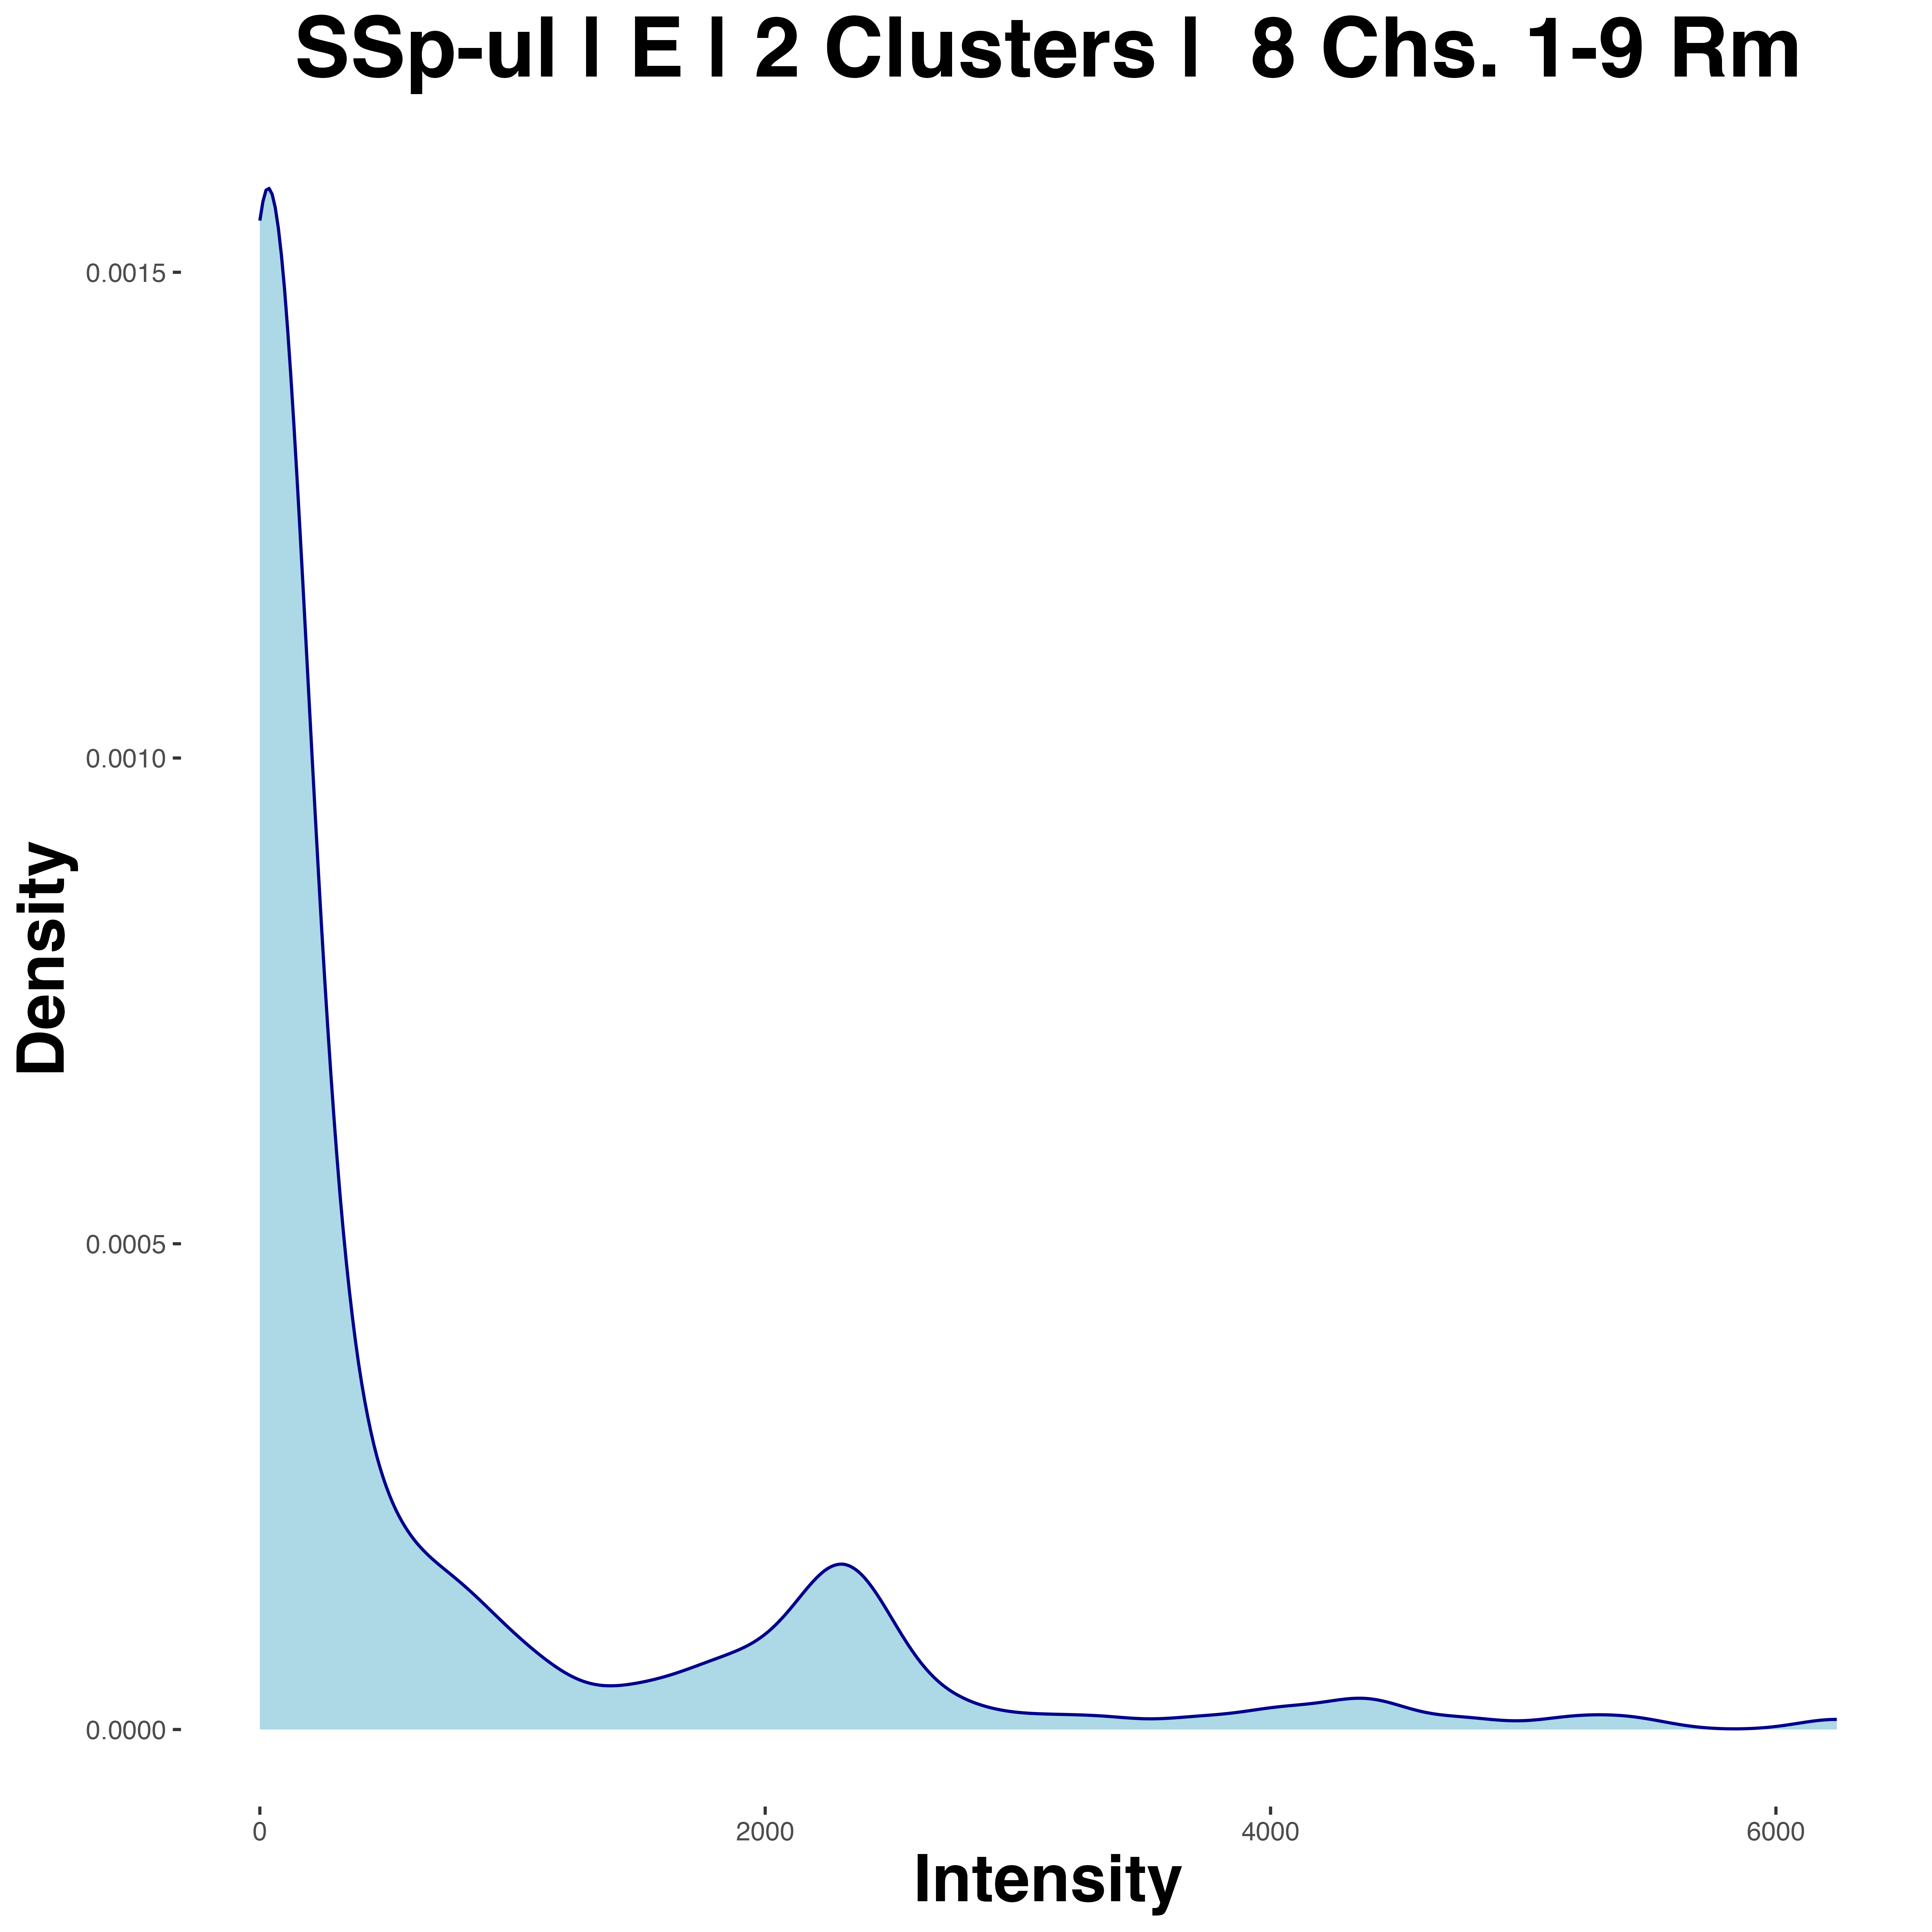 SSp-ul | E | 2 Clusters | 8 Chs. 1-9 Rm
0.0015
0.0010
0.0005
0.0000
Density
0 2000 4000 6000
Intensity